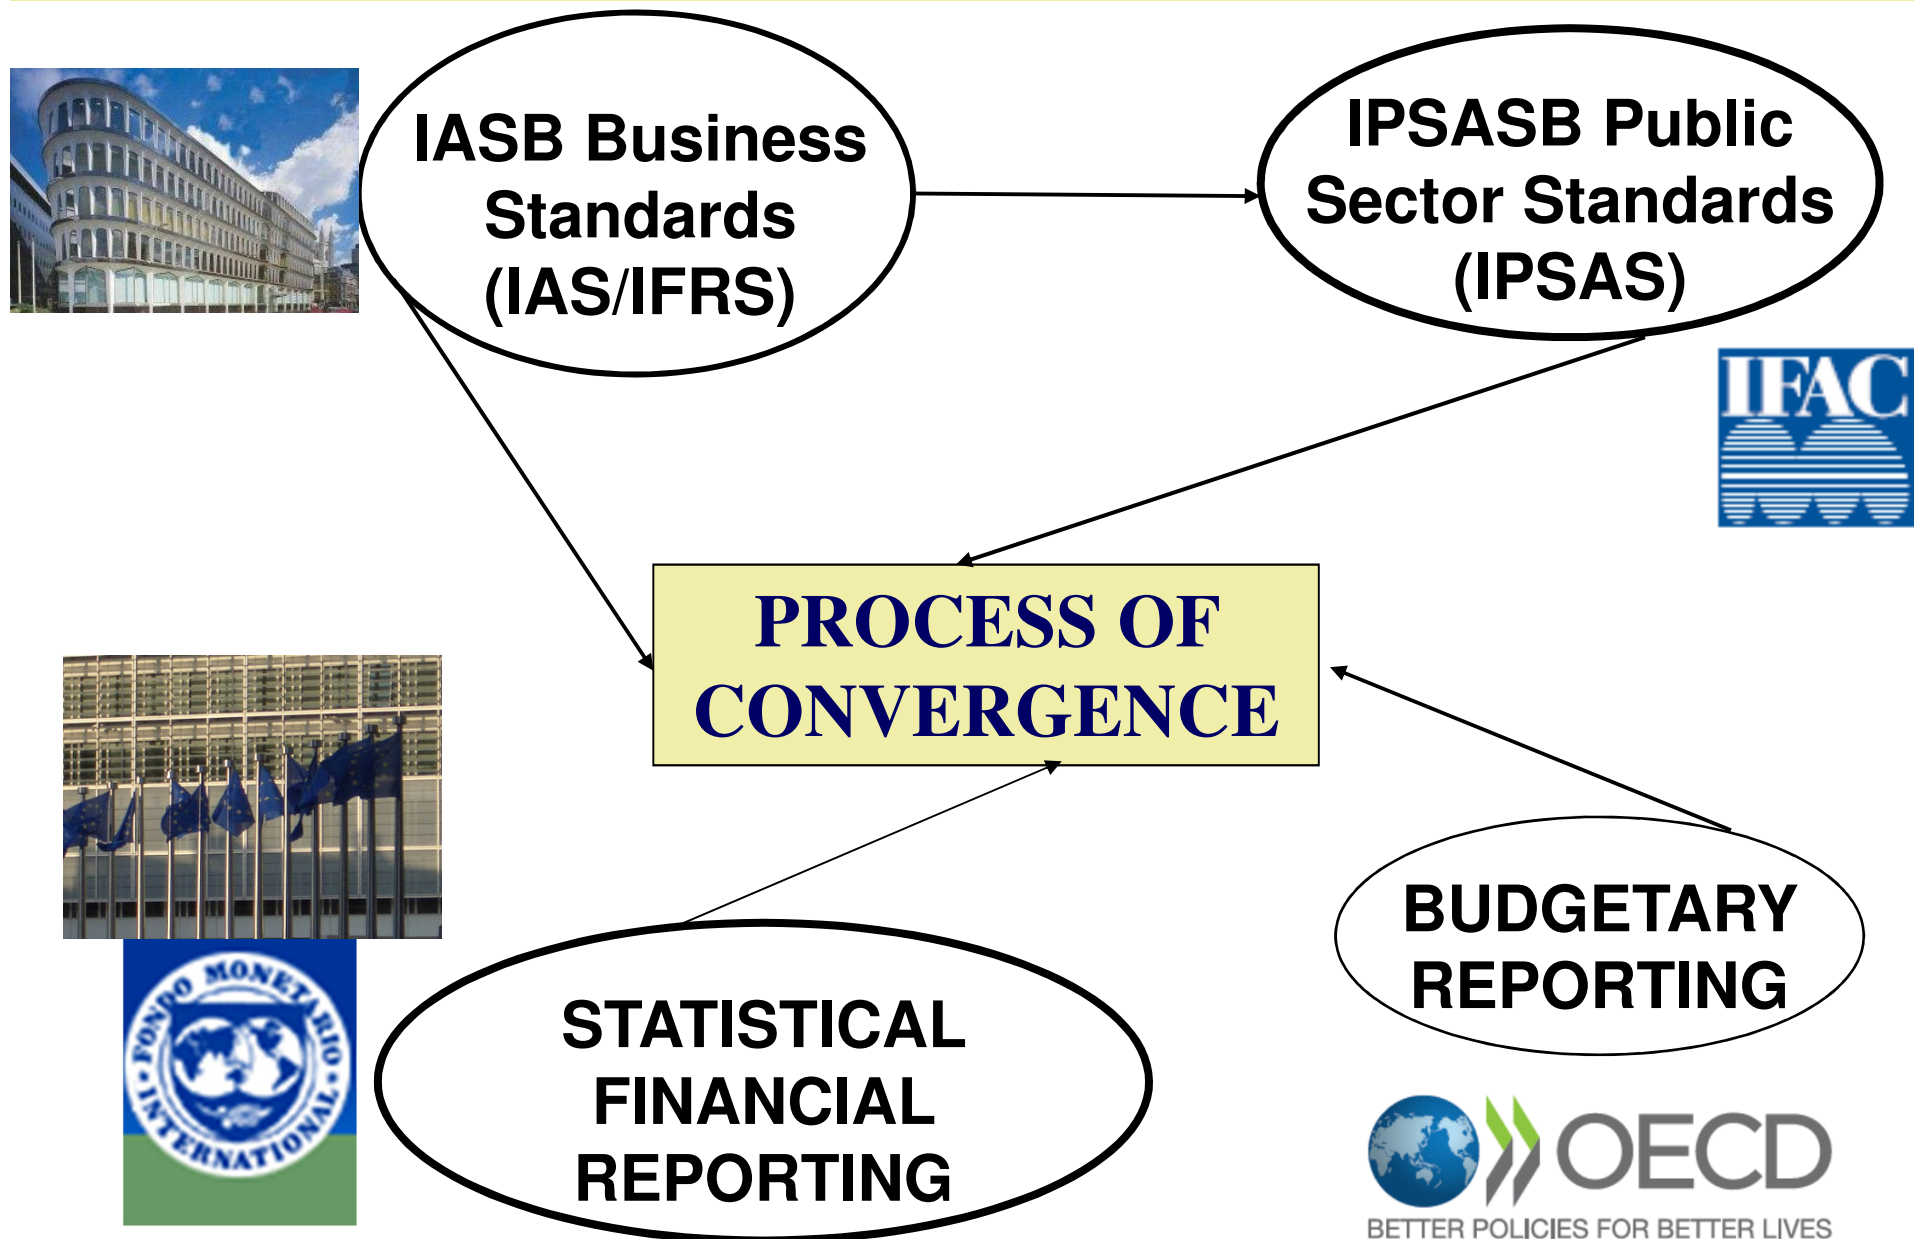 IASB Business
Standards
(IAS/IFRS)
IPSASB Public
Sector Standards
(IPSAS)
IFAC
PROCESS OF
CONVERGENCE
BUDGETARY
REPORTING
FONDO MONETARIO
INTERNATIONAL
STATISTICAL
FINANCIAL
REPORTING
OECD
BETTER POLICIES FOR BETTER LIVES